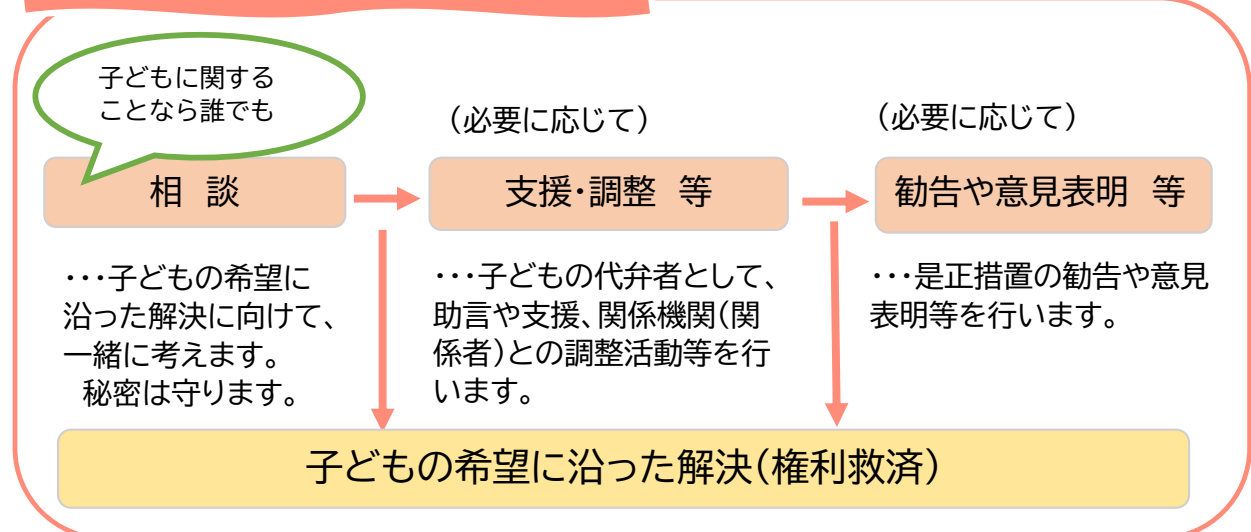 子どもに関する
ことなら誰でも
相　談
・・・子どもの希望に
沿った解決に向けて、
一緒に考えます。
秘密は守ります。
(必要に応じて)
支援・調整　等
・・・子どもの代弁者として、
助言や支援、関係機関(関
係者)との調整活動等を行
います。
(必要に応じて)
勧告や意見表明　等
・・・是正措置の勧告や意見
表明等を行います。
子どもの希望に沿った解決(権利救済)